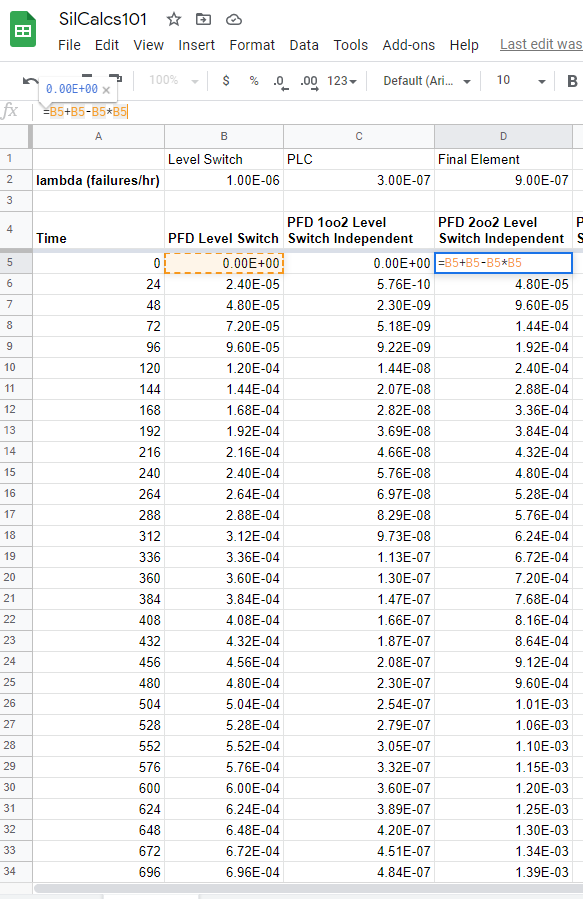 SilCalcs101
File Edit View Insert Format Data Tools Add-ons Help Last edit was
100% $ % .0 .00 123 Default (Ari... 10 B
0.00E+00 ×
fx =B5+B5-B5*B5
A B C D
1 Level Switch PLC Final Element
2 lambda (failures/hr) 1.00E-06 3.00E-07 9.00E-07
3
PFD 1oo2 Level PFD 2oo2 Level P
4 Time PFD Level Switch Switch Independent Switch Independent S
5 0 0.00E+00 0.00E+00 =B5+B5-B5*B5
6 24 2.40E-05 5.76E-10 4.80E-05
7 48 4.80E-05 2.30E-09 9.60E-05
8 72 7.20E-05 5.18E-09 1.44E-04
9 96 9.60E-05 9.22E-09 1.92E-04
10 120 1.20E-04 1.44E-08 2.40E-04
11 144 1.44E-04 2.07E-08 2.88E-04
12 168 1.68E-04 2.82E-08 3.36E-04
13 192 1.92E-04 3.69E-08 3.84E-04
14 216 2.16E-04 4.66E-08 4.32E-04
15 240 2.40E-04 5.76E-08 4.80E-04
16 264 2.64E-04 6.97E-08 5.28E-04
17 288 2.88E-04 8.29E-08 5.76E-04
18 312 3.12E-04 9.73E-08 6.24E-04
19 336 3.36E-04 1.13E-07 6.72E-04
20 360 3.60E-04 1.30E-07 7.20E-04
21 384 3.84E-04 1.47E-07 7.68E-04
22 408 4.08E-04 1.66E-07 8.16E-04
23 432 4.32E-04 1.87E-07 8.64E-04
24 456 4.56E-04 2.08E-07 9.12E-04
25 480 4.80E-04 2.30E-07 9.60E-04
26 504 5.04E-04 2.54E-07 1.01E-03
27 528 5.28E-04 2.79E-07 1.06E-03
28 552 5.52E-04 3.05E-07 1.10E-03
29 576 5.76E-04 3.32E-07 1.15E-03
30 600 6.00E-04 3.60E-07 1.20E-03
31 624 6.24E-04 3.89E-07 1.25E-03
32 648 6.48E-04 4.20E-07 1.30E-03
33 672 6.72E-04 4.51E-07 1.34E-03
34 696 6.96E-04 4.84E-07 1.39E-03